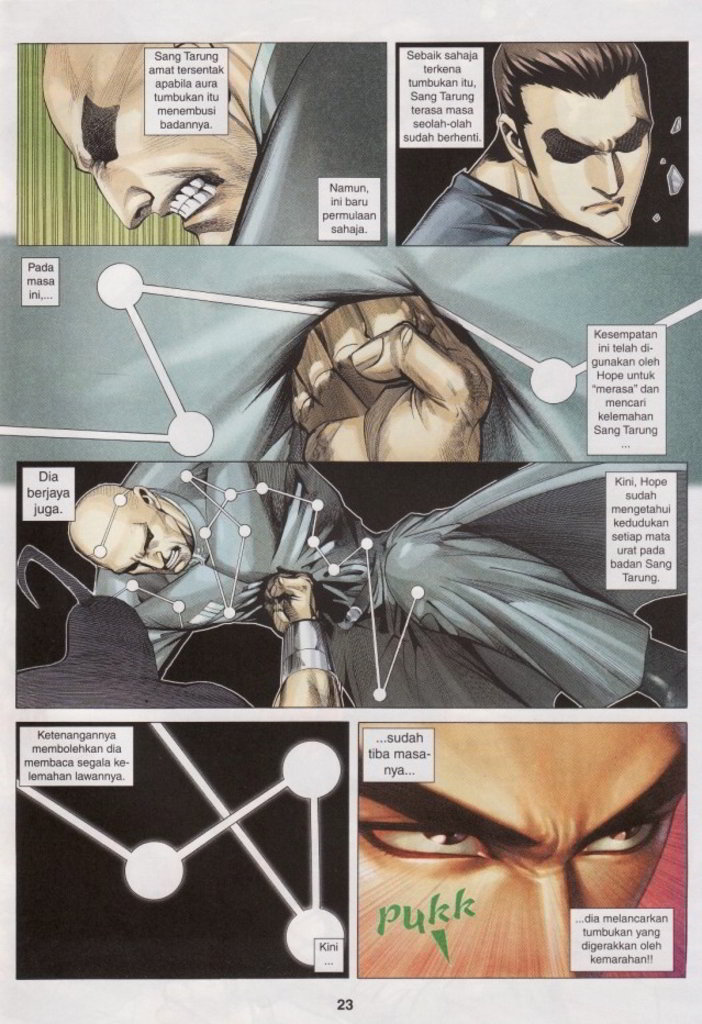 Sang Tarung
amat tersentak
apabila aura
tumbukan itu
menembusi
badannya.
Namun,
ini baru
permulaan
sahaja.
Sebaik sahaja
terkena
tumbukan itu,
Sang Tarung
terasa masa
seolah-olah
sudah berhenti.
Pada
masa
ini,...
Kesempatan
ini telah di-
gunakan oleh
Hope untuk
"merasa" dan
mencari
kelemahan
Sang Tarung
...
Dia
berjaya
juga.
Kini, Hope
sudah
mengetahui
kedudukan
setiap mata
urat pada
badan Sang
Tarung.
Ketenangannya
membolehkan dia
membaca segala ke-
lemahan lawannya.
Kini
...
...sudah
tiba masa-
nya...
pukk
...dia melancarkan
tumbukan yang
digerakkan oleh
kemarahan!!
23